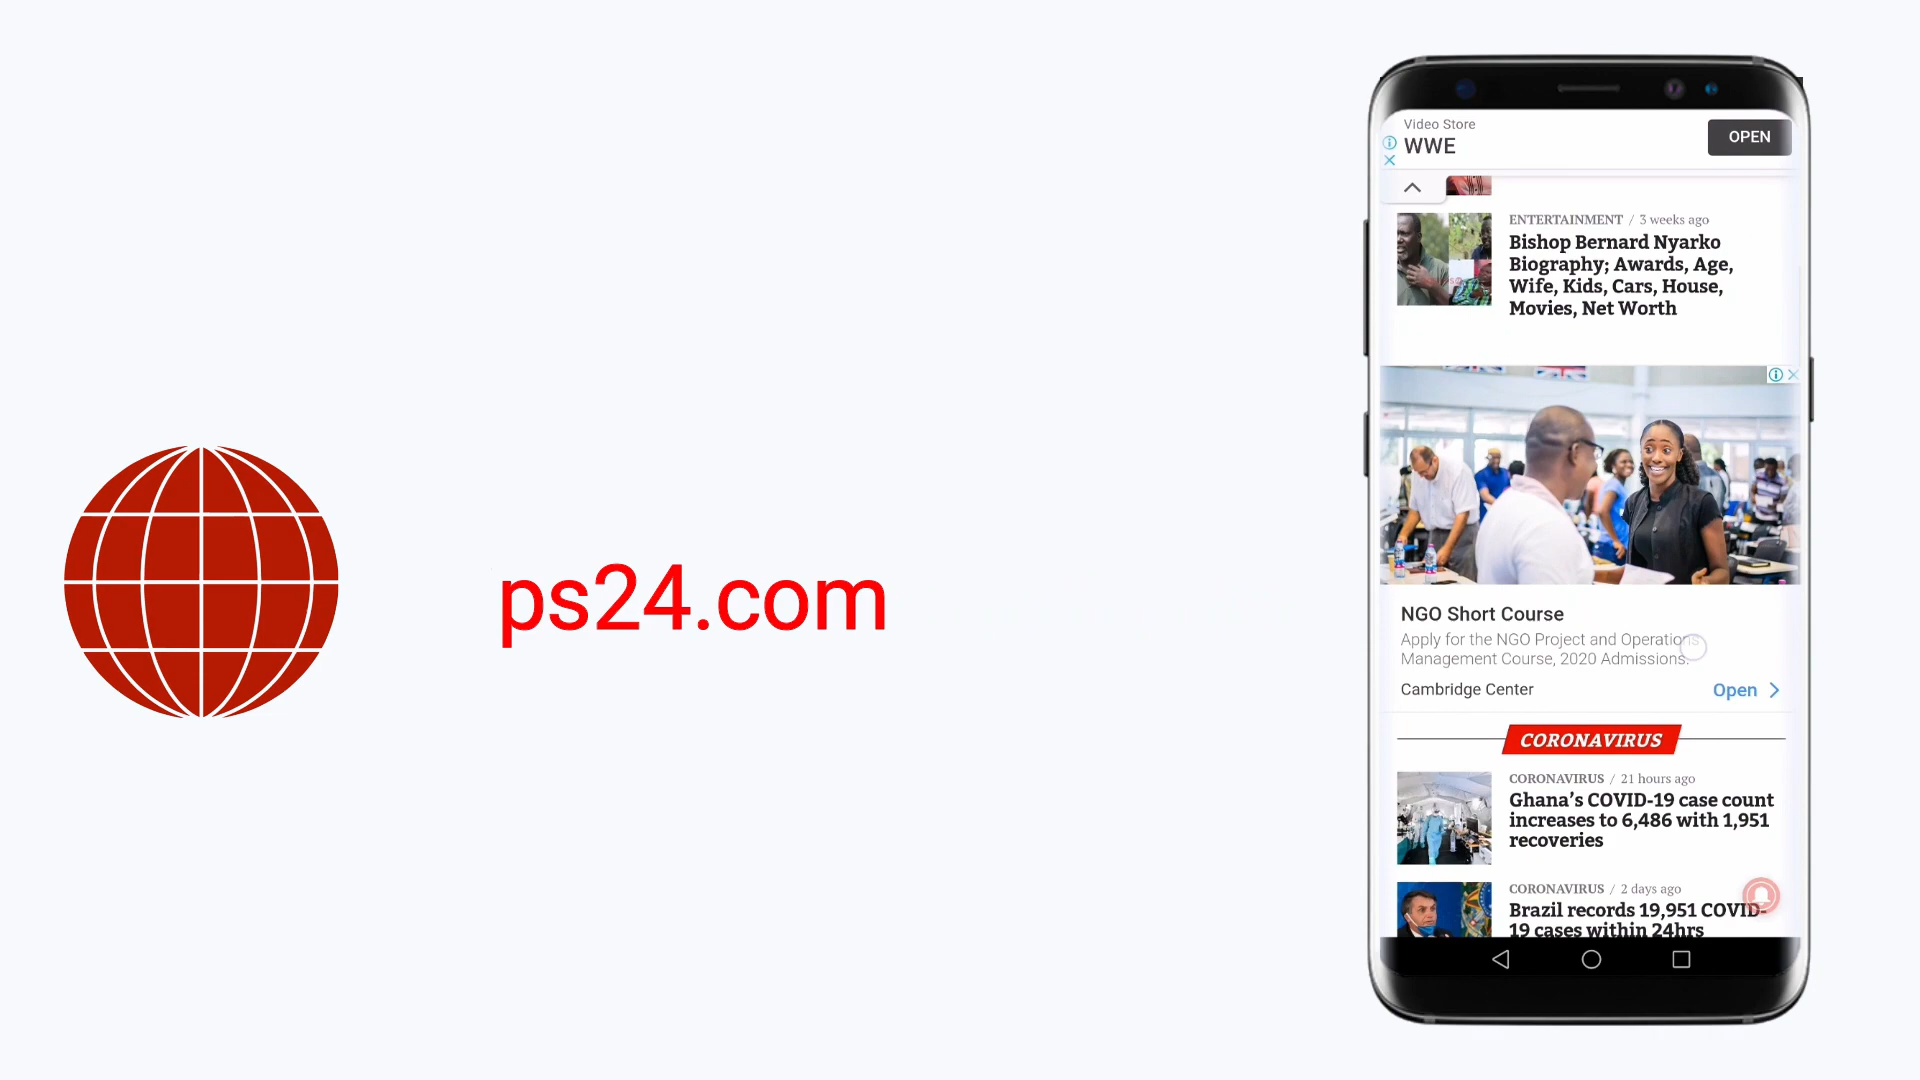 ps24.com
Video Store
WWE
OPEN
ENTERTAINMENT / 3 weeks ago
Bishop Bernard Nyarko
Biography; Awards, Age,
Wife, Kids, Cars, House,
Movies, Net Worth
NGO Short Course
Apply for the NGO Project and Operations
Management Course, 2020 Admissions.
Cambridge Center
Open
CORONAVIRUS
CORONAVIRUS / 21 hours ago
Ghana’s COVID-19 case count
increases to 6,486 with 1,951
recoveries
CORONAVIRUS / 2 days ago
Brazil records 19,951 COVID-
19 cases within 24hrs